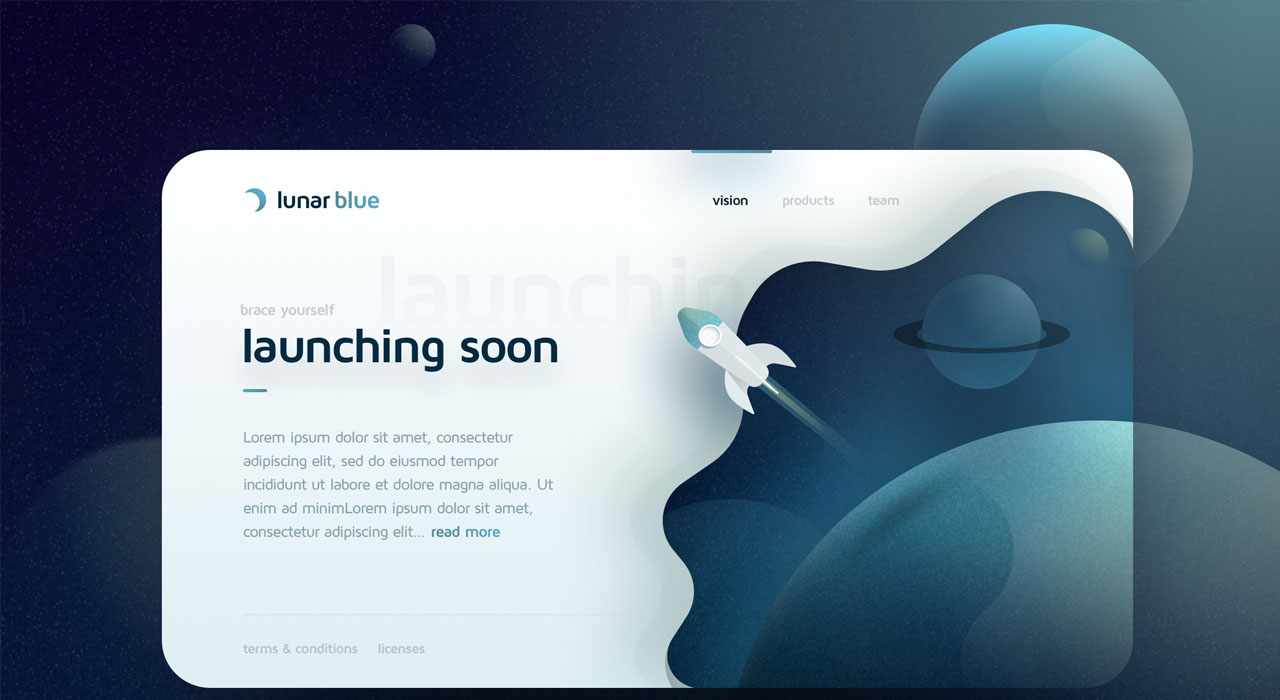 lunar blue
vision products team
launchin
brace yourself
launching soon
Lorem ipsum dolor sit amet, consectetur
adipiscing elit, sed do eiusmod tempor
incididunt ut labore et dolore magna aliqua. Ut
enim ad minimLorem ipsum dolor sit amet,
consectetur adipiscing elit... read more
terms & conditions licenses